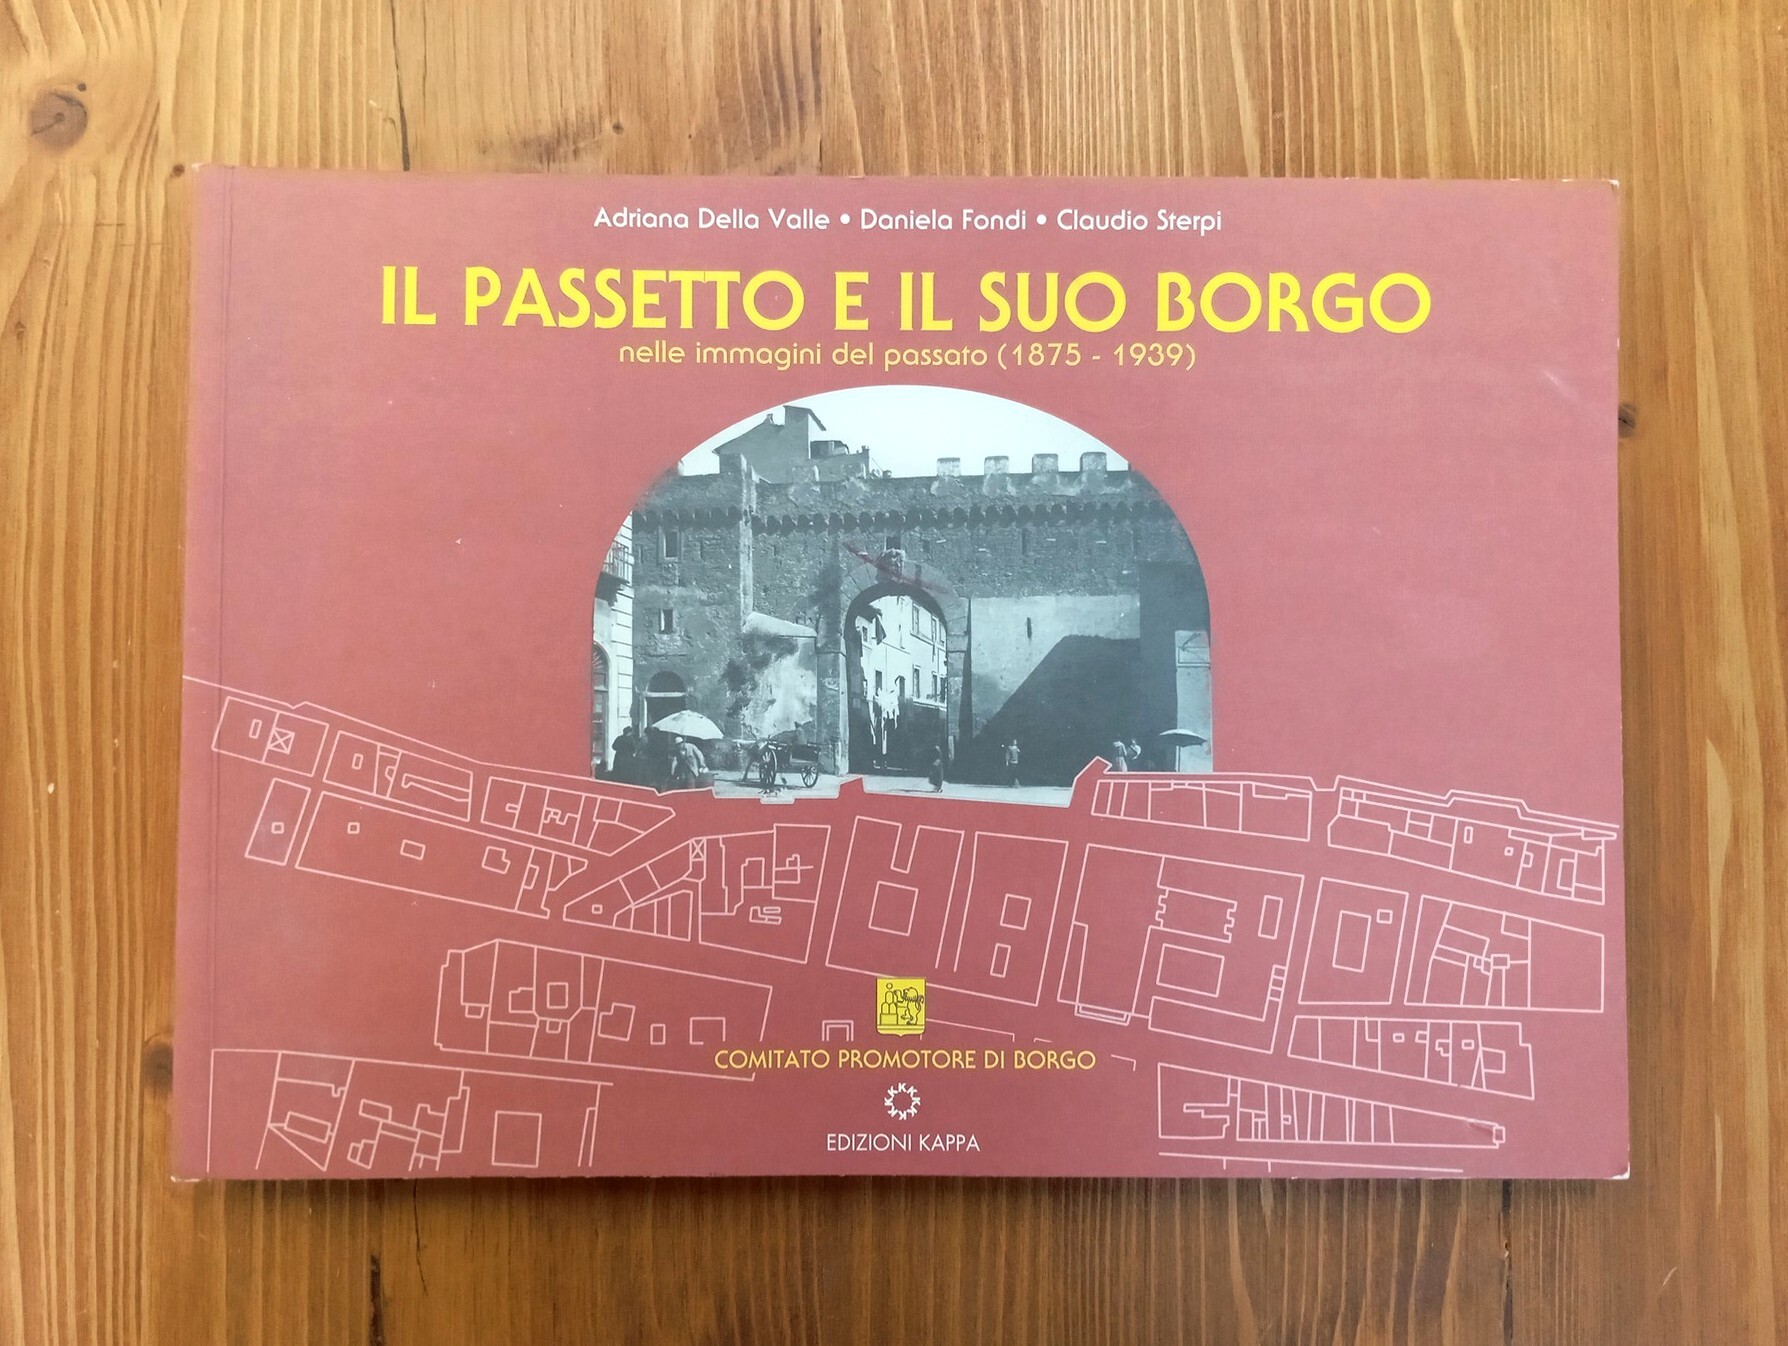 Adriana Della Valle • Daniela Fondi • Claudio Sterpi
IL PASSETTO E IL SUO BORGO
nelle immagini del passato (1875 - 1939)
COMITATO PROMOTORE DI BORGO
KKKKKKKKK
EDIZIONI KAPPA